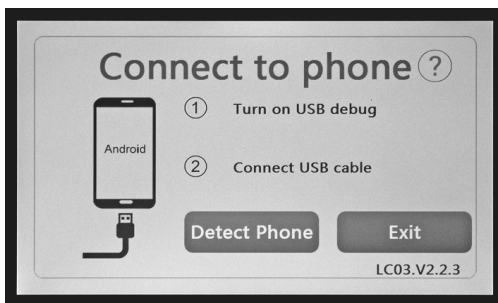 Connect to phone ?
① Turn on USB debug
Android
② Connect USB cable
Detect Phone
Exit
LC03.V2.2.3